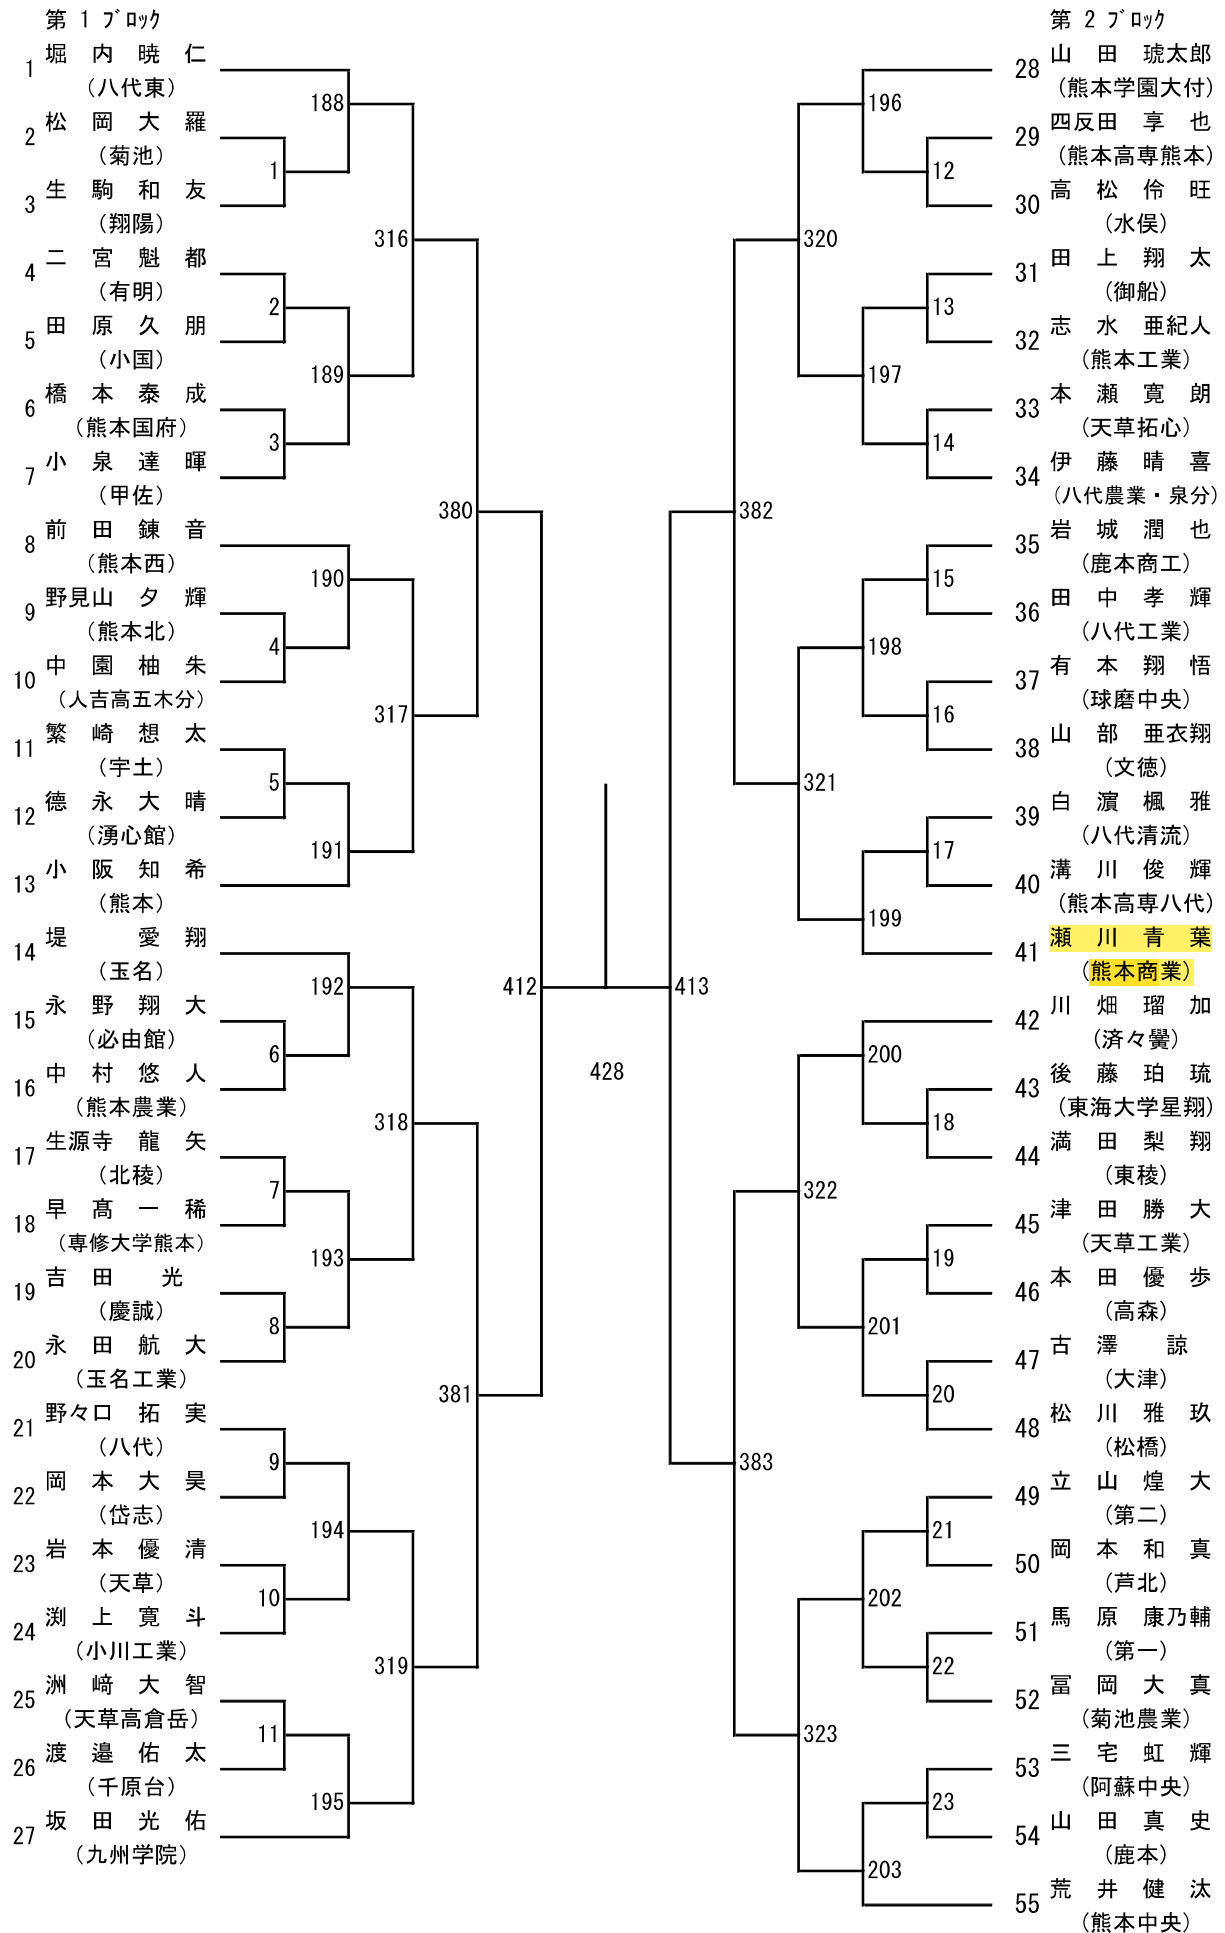 第 1 ブロック
1 堀 内 暁 仁
(八代東)
188
2 松 岡 大 羅
(菊池)
1
3 生 駒 和 友
(翔陽)
316
4 二 宮 魁 都
(有明)
2
5 田 原 久 朋
(小国)
189
6 橋 本 泰 成
(熊本国府)
3
7 小 泉 達 暉
(甲佐)
380
8 前 田 錬 音
(熊本西)
190
9 野見山 夕 輝
(熊本北)
4
10 中 園 柚 朱
(人吉高五木分)
317
11 繁 崎 想 太
(宇土)
5
12 德 永 大 晴
(湧心館)
191
13 小 阪 知 希
(熊本)
14 堤 愛 翔
(玉名)
192
412
15 永 野 翔 大
(必由館)
6
16 中 村 悠 人
(熊本農業)
318
17 生源寺 龍 矢
(北稜)
7
18 早 髙 一 稀
(専修大学熊本)
193
19 吉 田 光
(慶誠)
8
20 永 田 航 大
(玉名工業)
381
21 野々口 拓 実
(八代)
9
22 岡 本 大 昊
(岱志)
194
23 岩 本 優 清
(天草)
10
24 渕 上 寛 斗
(小川工業)
319
25 洲 﨑 大 智
(天草高倉岳)
11
26 渡 邉 佑 太
(千原台)
195
27 坂 田 光 佑
(九州学院)
428
第 2 ブロック
28 山 田 琥太郎
(熊本学園大付)
196
29 四反田 享 也
(熊本高専熊本)
12
30 高 松 伶 旺
(水俣)
320
31 田 上 翔 太
(御船)
13
32 志 水 亜紀人
(熊本工業)
197
33 本 瀬 寛 朗
(天草拓心)
14
34 伊 藤 晴 喜
(八代農業・泉分)
382
35 岩 城 潤 也
(鹿本商工)
15
36 田 中 孝 輝
(八代工業)
198
37 有 本 翔 悟
(球磨中央)
16
38 山 部 亜衣翔
(文徳)
321
39 白 濵 楓 雅
(八代清流)
17
40 溝 川 俊 輝
(熊本高専八代)
199
41 瀬 川 青 葉
(熊本商業)
413
42 川 畑 瑠 加
(済々黌)
200
43 後 藤 珀 琉
(東海大学星翔)
18
44 満 田 梨 翔
(東稜)
322
45 津 田 勝 大
(天草工業)
19
46 本 田 優 歩
(高森)
201
47 古 澤 諒
(大津)
20
48 松 川 雅 玖
(松橋)
383
49 立 山 煌 大
(第二)
21
50 岡 本 和 真
(芦北)
202
51 馬 原 康乃輔
(第一)
22
52 冨 岡 大 真
(菊池農業)
323
53 三 宅 虹 輝
(阿蘇中央)
23
54 山 田 真 史
(鹿本)
203
55 荒 井 健 汰
(熊本中央)